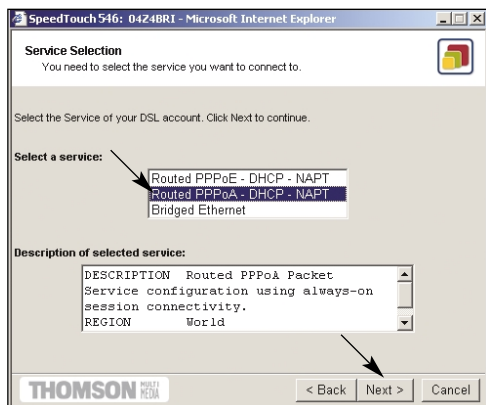 SpeedTouch 546: 04Z4BRI - Microsoft Internet Explorer
Service Selection
You need to select the service you want to connect to.
Select the Service of your DSL account. Click Next to continue.
Select a service:
Routed PPPoE - DHCP - NAPT
Routed PPPoA - DHCP - NAPT
Bridged Ethernet
Description of selected service:
DESCRIPTION Routed PPPoA Packet
Service configuration using always-on
session connectivity.
REGION World
THOMSON MULTI MEDIA
< Back Next > Cancel